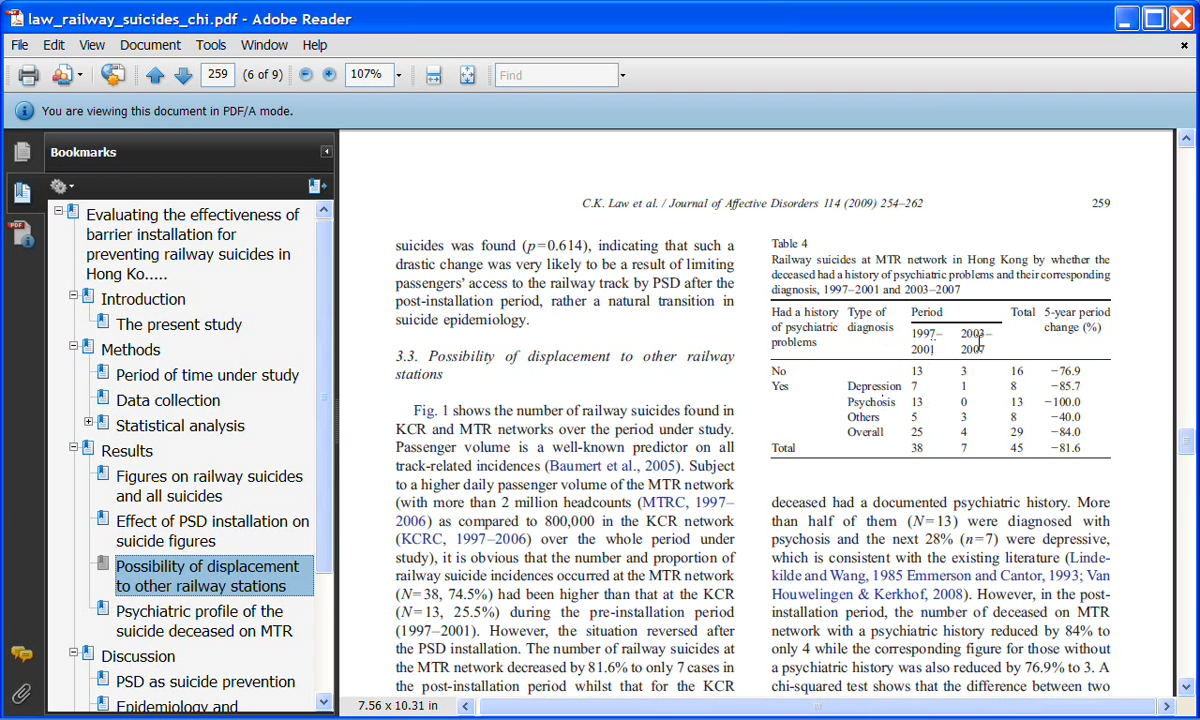 law_railway_suicides_chi.pdf - Adobe Reader
File Edit View Document Tools Window Help
259 (6 of 9) 107% Find
You are viewing this document in PDF/A mode.
Bookmarks
Evaluating the effectiveness of
barrier installation for
preventing railway suicides in
Hong Ko.....
Introduction
The present study
Methods
Period of time under study
Data collection
Statistical analysis
Results
Figures on railway suicides
and all suicides
Effect of PSD installation on
suicide figures
Possibility of displacement
to other railway stations
Psychiatric profile of the
suicide deceased on MTR
Discussion
PSD as suicide prevention
Epidemiology and
C.K. Law et al. / Journal of Affective Disorders 114 (2009) 254–262 259
suicides was found (p=0.614), indicating that such a
drastic change was very likely to be a result of limiting
passengers' access to the railway track by PSD after the
post-installation period, rather a natural transition in
suicide epidemiology.
3.3. Possibility of displacement to other railway
stations
Fig. 1 shows the number of railway suicides found in
KCR and MTR networks over the period under study.
Passenger volume is a well-known predictor on all
track-related incidences (Baumert et al., 2005). Subject
to a higher daily passenger volume of the MTR network
(with more than 2 million headcounts (MTRC, 1997–
2006) as compared to 800,000 in the KCR network
(KCRC, 1997–2006) over the whole period under
study), it is obvious that the number and proportion of
railway suicide incidences occurred at the MTR network
(N=38, 74.5%) had been higher than that at the KCR
(N=13, 25.5%) during the pre-installation period
(1997–2001). However, the situation reversed after
the PSD installation. The number of railway suicides at
the MTR network decreased by 81.6% to only 7 cases in
the post-installation period whilst that for the KCR
Table 4
Railway suicides at MTR network in Hong Kong by whether the
deceased had a history of psychiatric problems and their corresponding
diagnosis, 1997–2001 and 2003–2007
Had a history Type of Period Total 5-year period
of psychiatric diagnosis 1997– 2003– change (%)
problems 2001 2007
No 13 3 16 −76.9
Yes Depression 7 1 8 −85.7
Psychosis 13 0 13 −100.0
Others 5 3 8 −40.0
Overall 25 4 29 −84.0
Total 38 7 45 −81.6
deceased had a documented psychiatric history. More
than half of them (N=13) were diagnosed with
psychosis and the next 28% (n=7) were depressive,
which is consistent with the existing literature (Linde-
kilde and Wang, 1985 Emmerson and Cantor, 1993; Van
Houwelingen & Kerkhof, 2008). However, in the post-
installation period, the number of deceased on MTR
network with a psychiatric history reduced by 84% to
only 4 while the corresponding figure for those without
a psychiatric history was also reduced by 76.9% to 3. A
chi-squared test shows that the difference between two
7.56 x 10.31 in